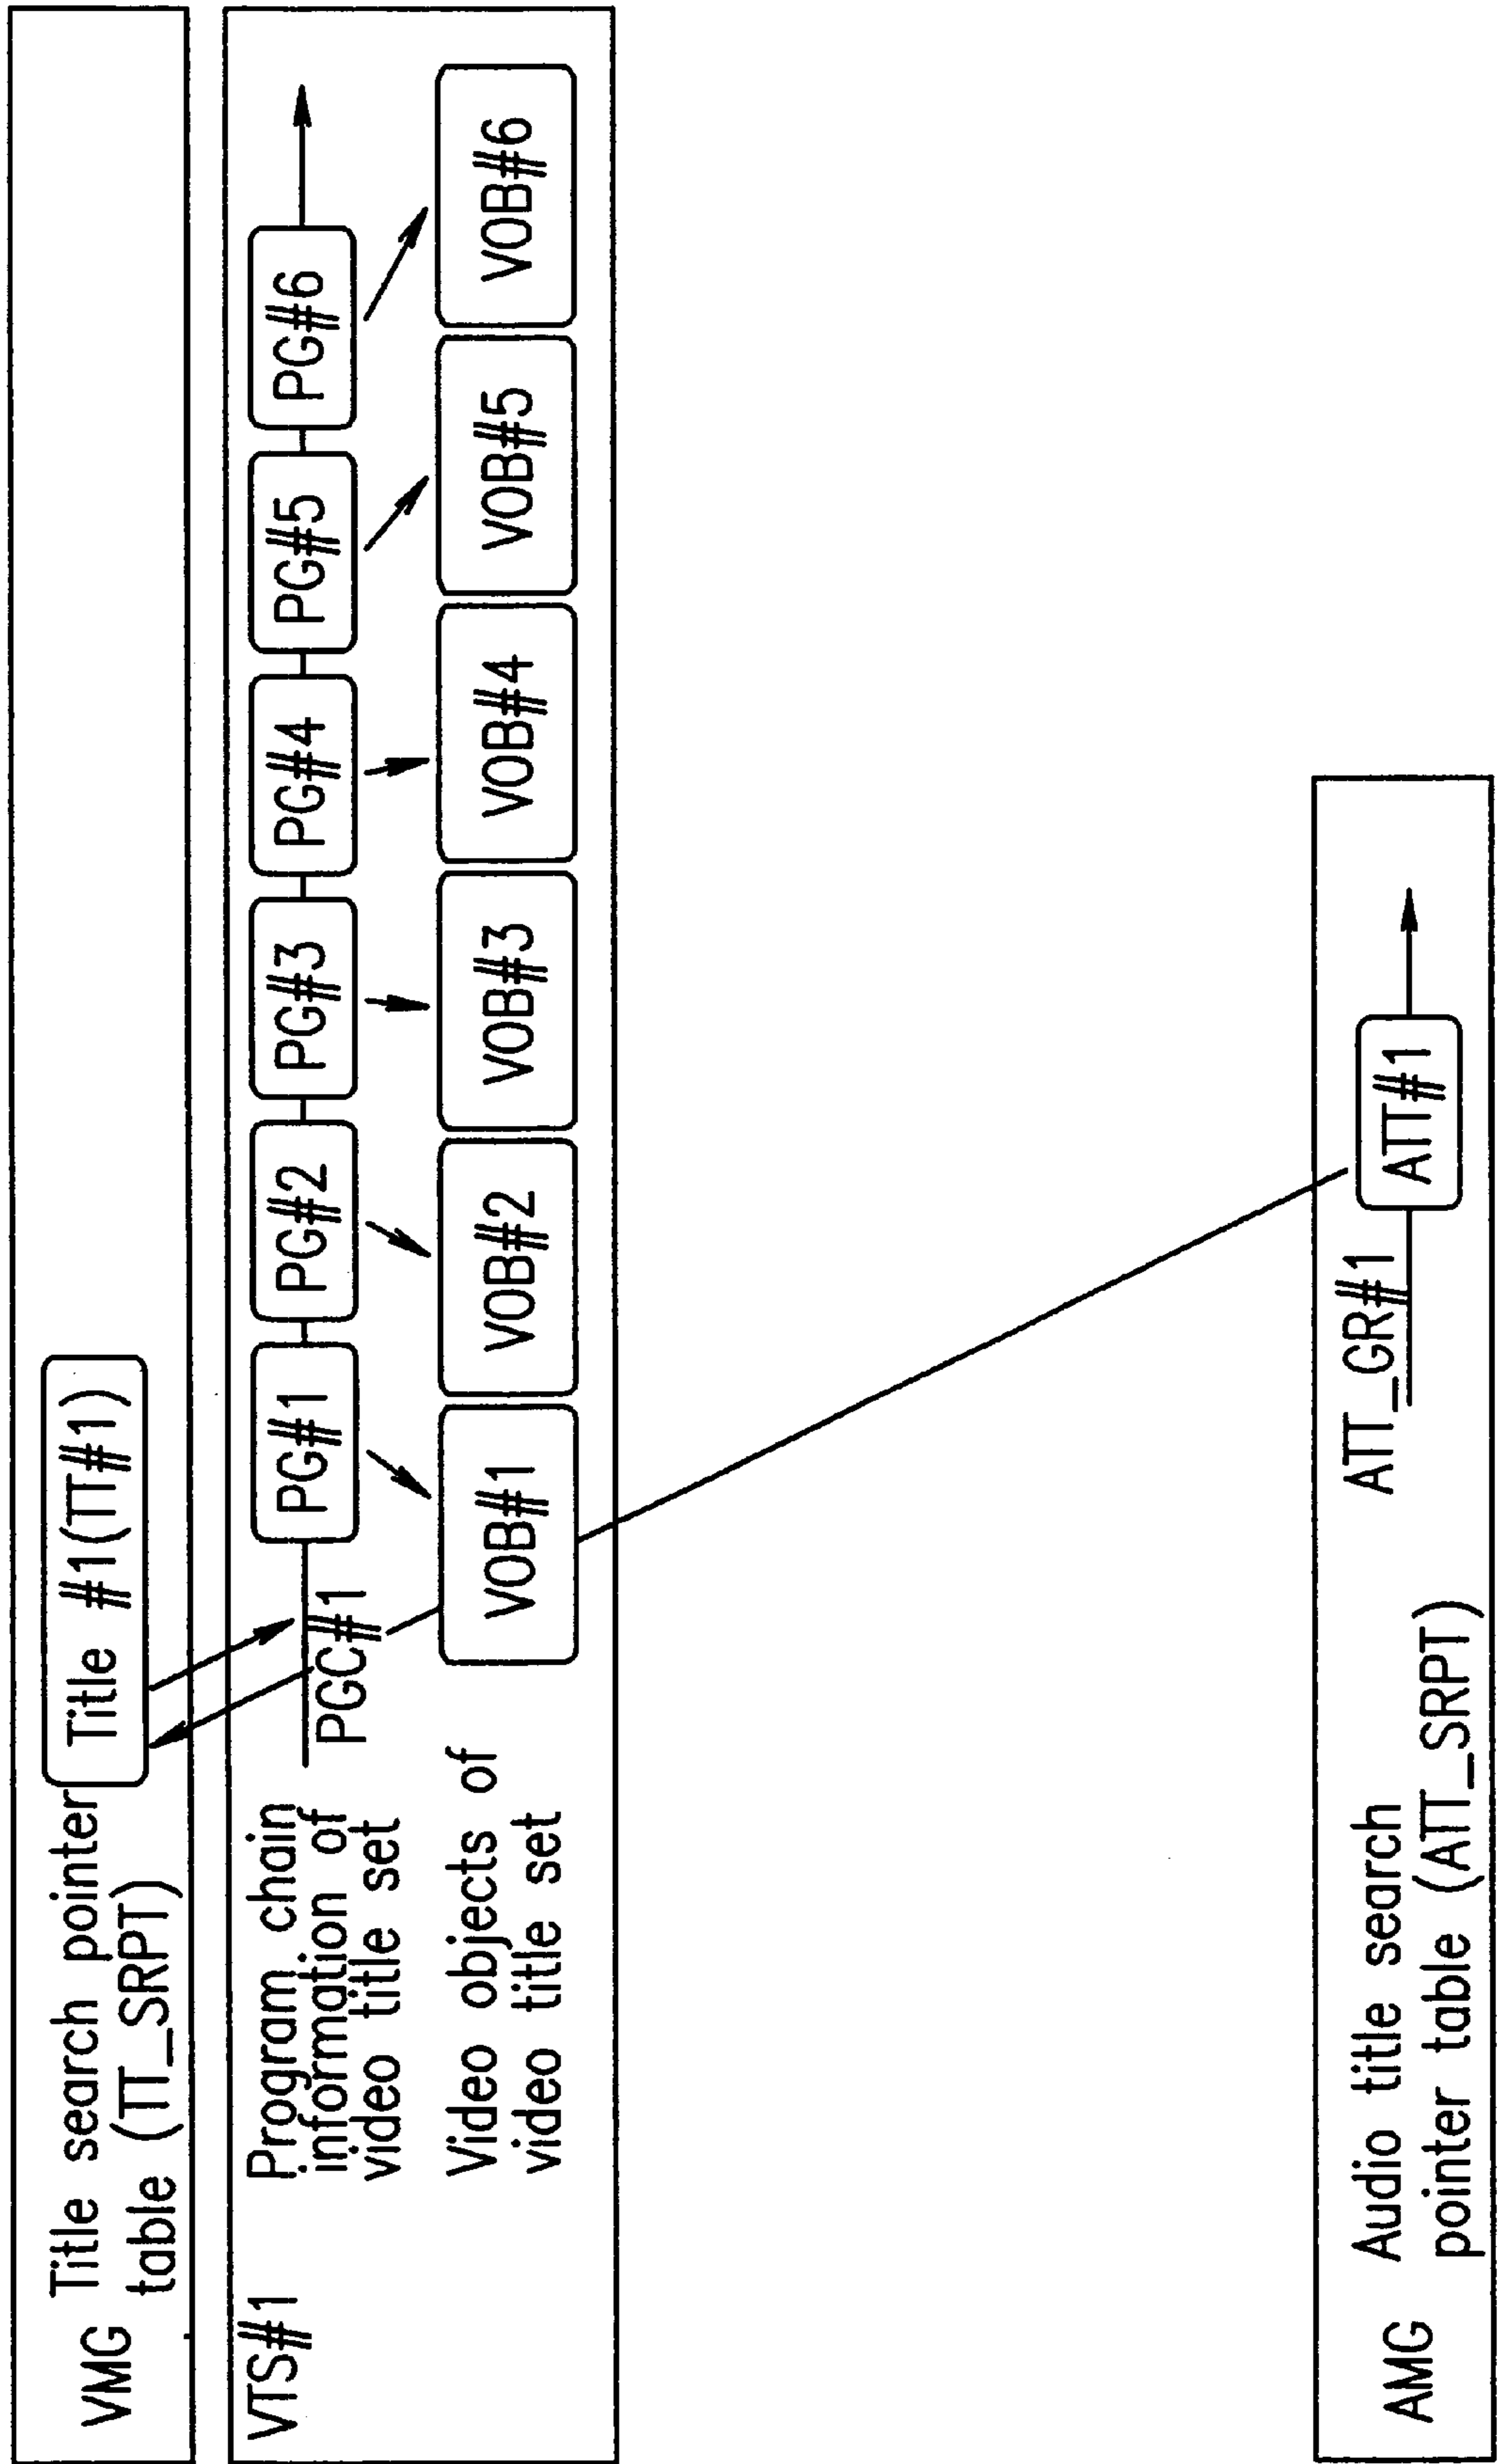 VMG
Title search pointer
table (TT_SRPT)
Title #1(TT#1)
VTS#1
Program chain
information of
video title set
PGC#1
PG#1
PG#2
PG#3
PG#4
PG#5
PG#6
Video objects of
video title set
VOB#1
VOB#2
VOB#3
VOB#4
VOB#5
VOB#6
AMG
Audio title search
pointer table (ATT_SRPT)
ATT_GR#1
ATT#1